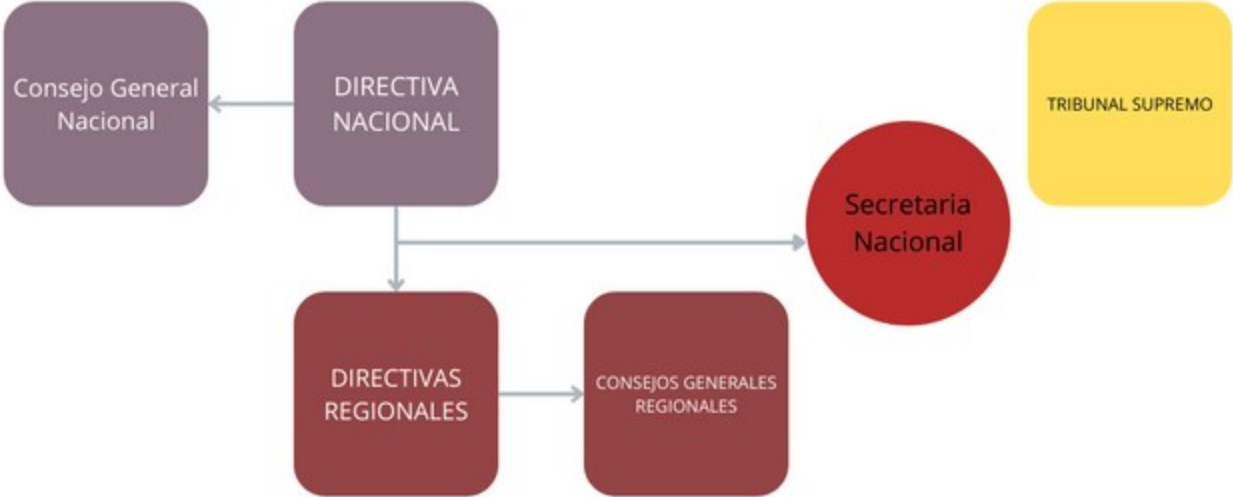 Consejo General
Nacional
DIRECTIVA
NACIONAL
TRIBUNAL SUPREMO
Secretaria
Nacional
DIRECTIVAS
REGIONALES
CONSEJOS GENERALES
REGIONALES